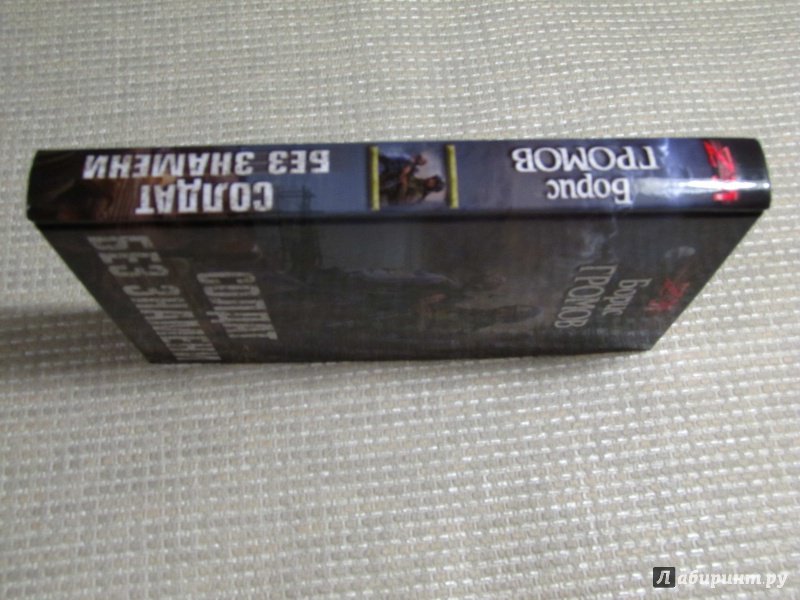 Борис
ГРОМОВ
СОЛДАТ
БЕЗ ЗНАМЕНИ
Борис
ГРОМОВ
СОЛДАТ
БЕЗ ЗНАМЕНИ
Лабиринт.ру